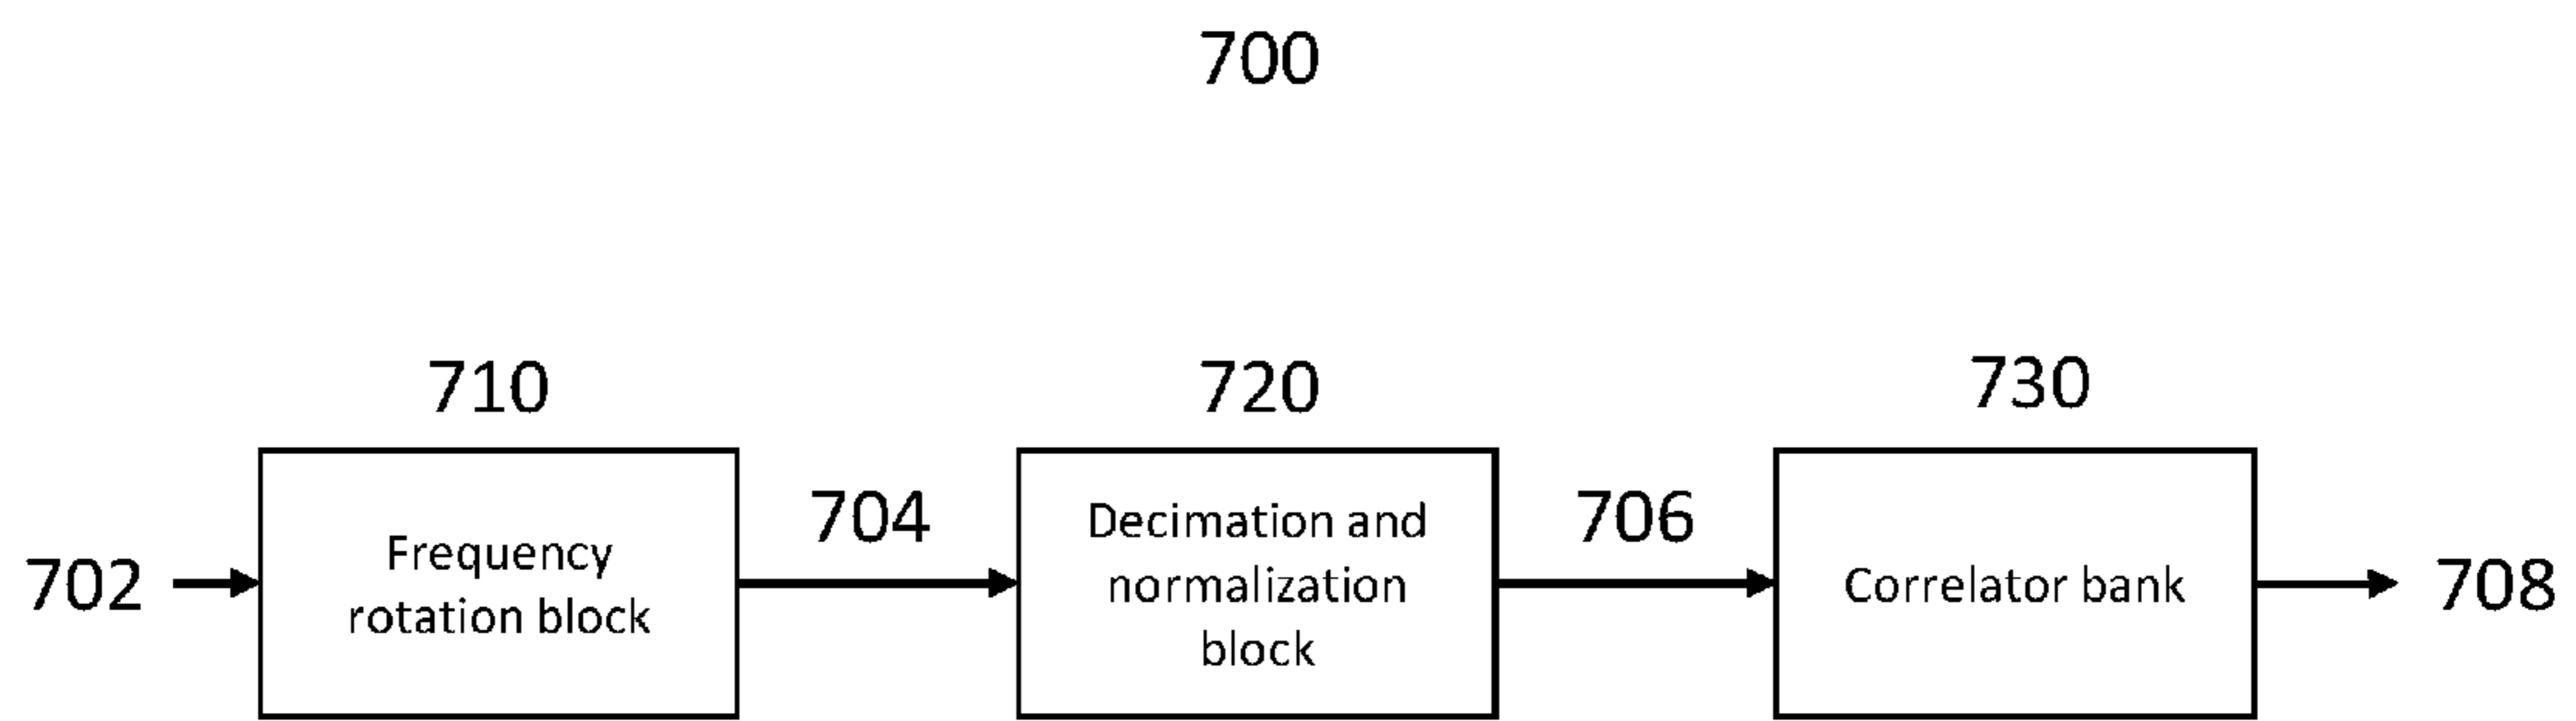 700
710
720
730
702
Frequency
rotation block
704
Decimation and
normalization
block
706
Correlator bank
708